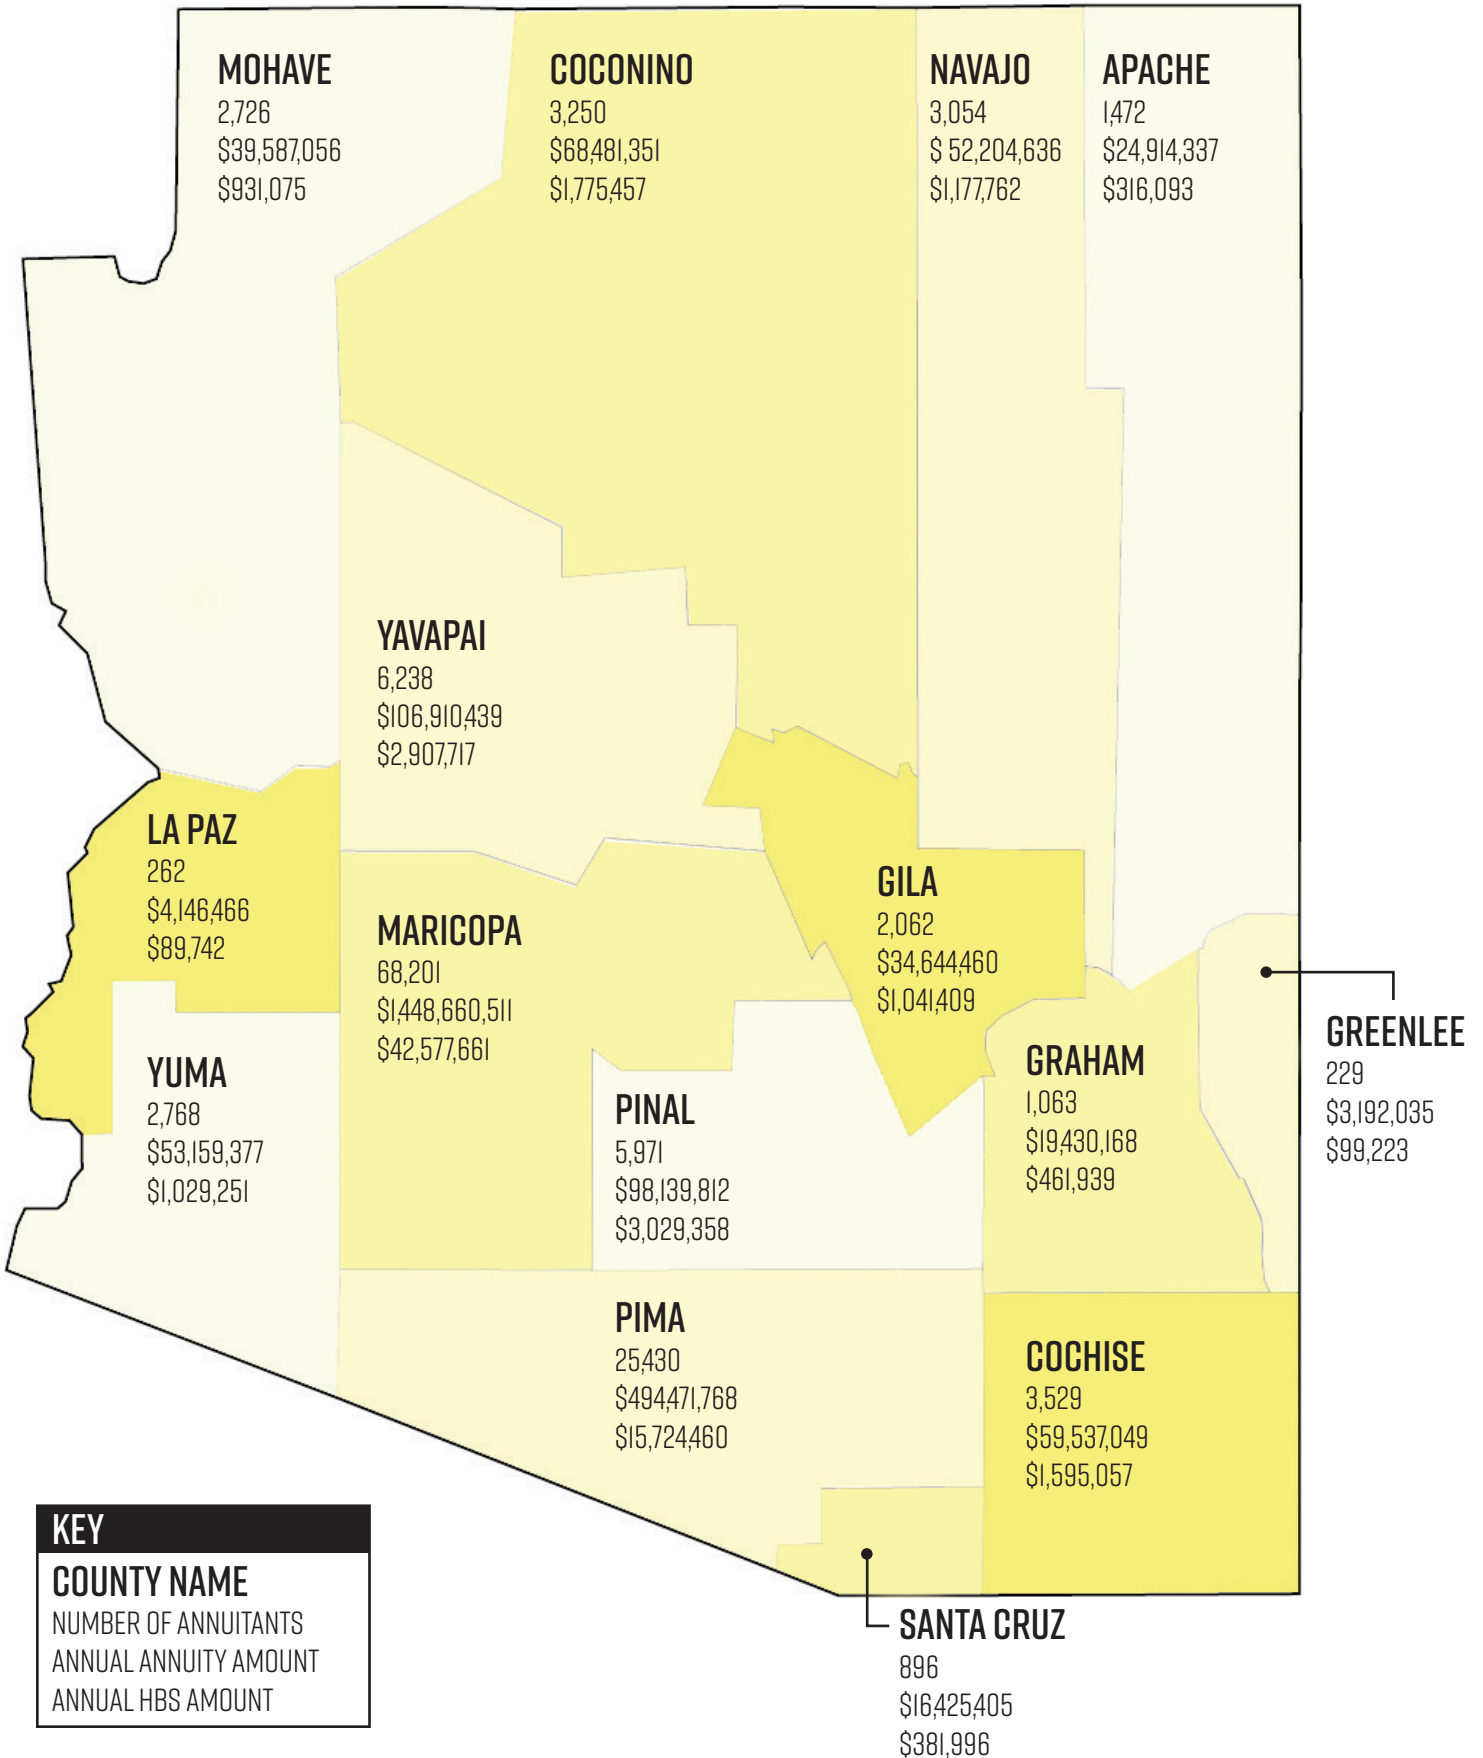 MOHAVE
2,726
$39,587,056
$931,075
COCONINO
3,250
$68,481,351
$1,775,457
NAVAJO
3,054
$ 52,204,636
$1,177,762
APACHE
1,472
$24,914,337
$316,093
YAVAPAI
6,238
$106,910,439
$2,907,717
LA PAZ
262
$4,146,466
$89,742
MARICOPA
68,201
$1,448,660,511
$42,577,661
GILA
2,062
$34,644,460
$1,041,409
GREENLEE
229
$3,192,035
$99,223
YUMA
2,768
$53,159,377
$1,029,251
PINAL
5,971
$98,139,812
$3,029,358
GRAHAM
1,063
$19,430,168
$461,939
PIMA
25,430
$494,471,768
$15,724,460
COCHISE
3,529
$59,537,049
$1,595,057
SANTA CRUZ
896
$16,425,405
$381,996
KEY
COUNTY NAME
NUMBER OF ANNUITANTS
ANNUAL ANNUITY AMOUNT
ANNUAL HBS AMOUNT